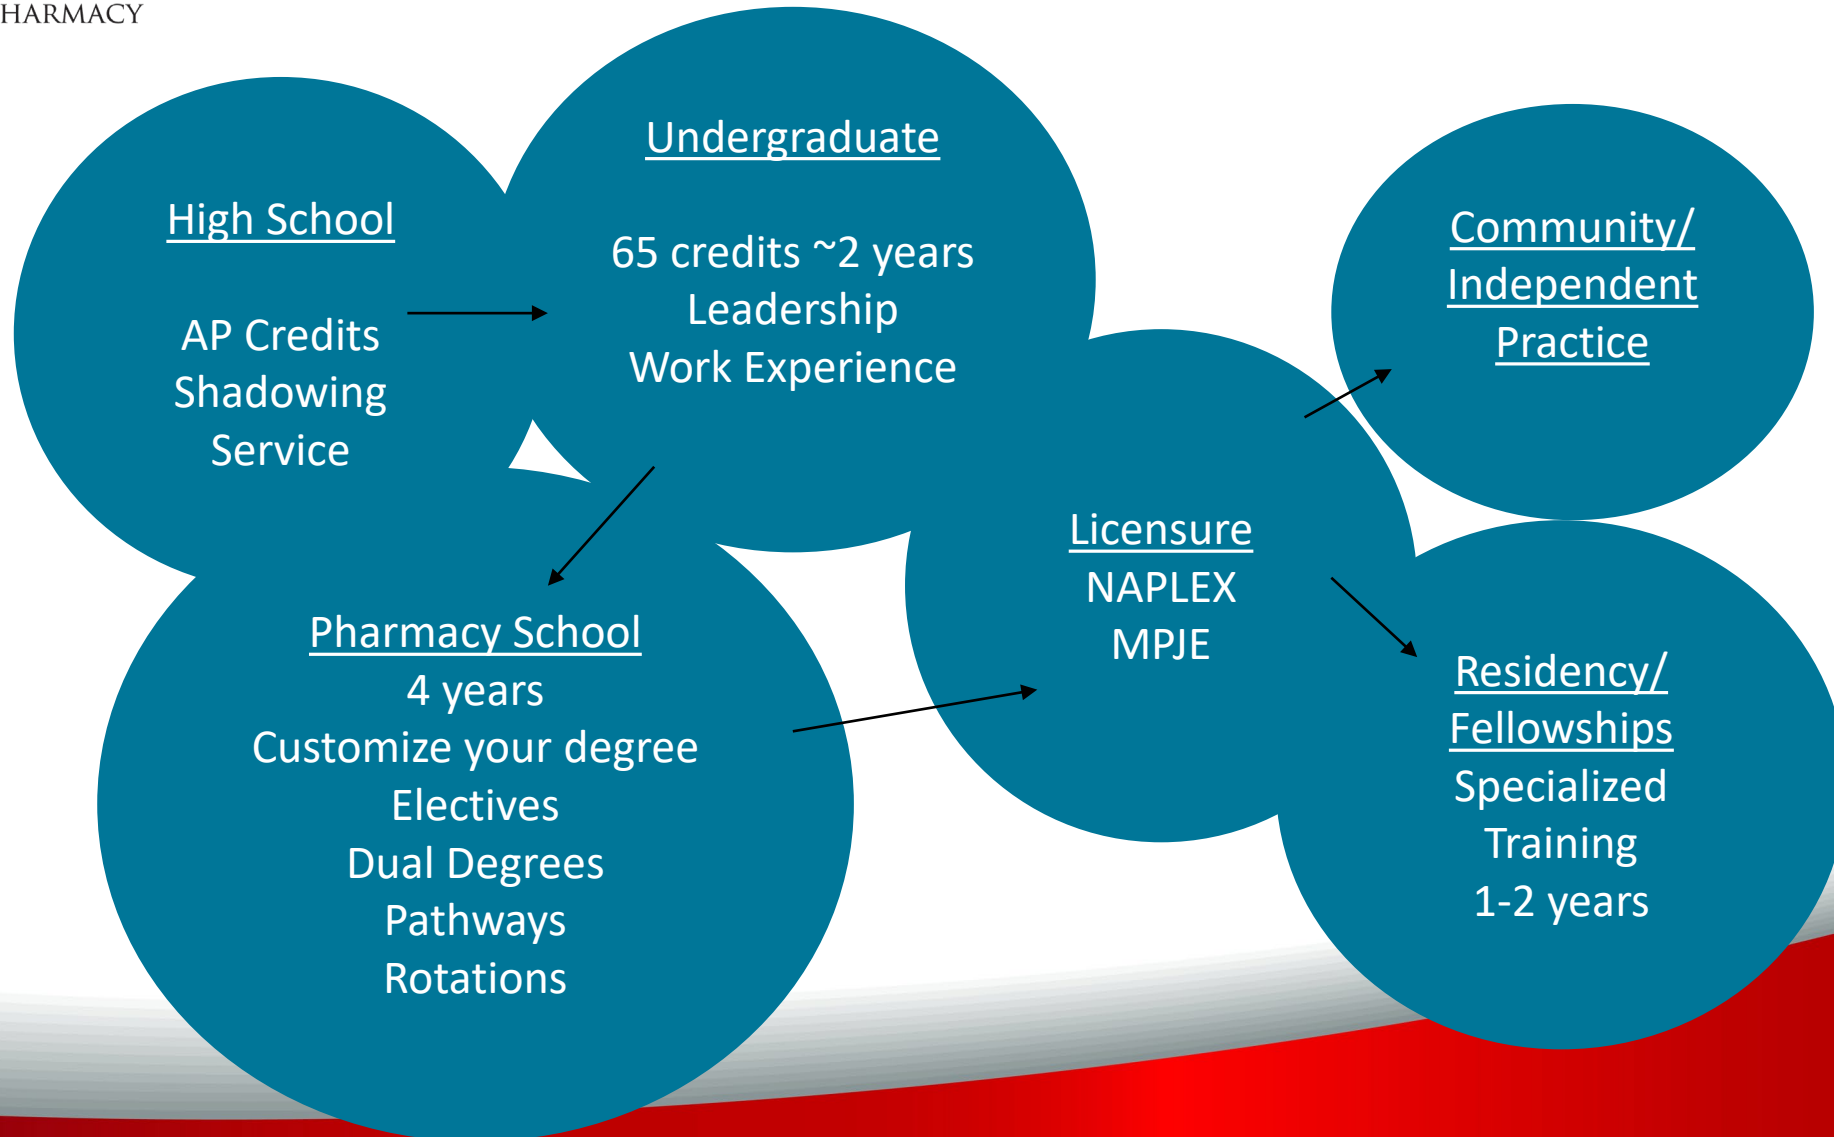 HARMACY
High School
AP Credits
Shadowing
Service
Undergraduate
65 credits ~2 years
Leadership
Work Experience
Pharmacy School
4 years
Customize your degree
Electives
Dual Degrees
Pathways
Rotations
Licensure
NAPLEX
MPJE
Community/
Independent
Practice
Residency/
Fellowships
Specialized
Training
1-2 years